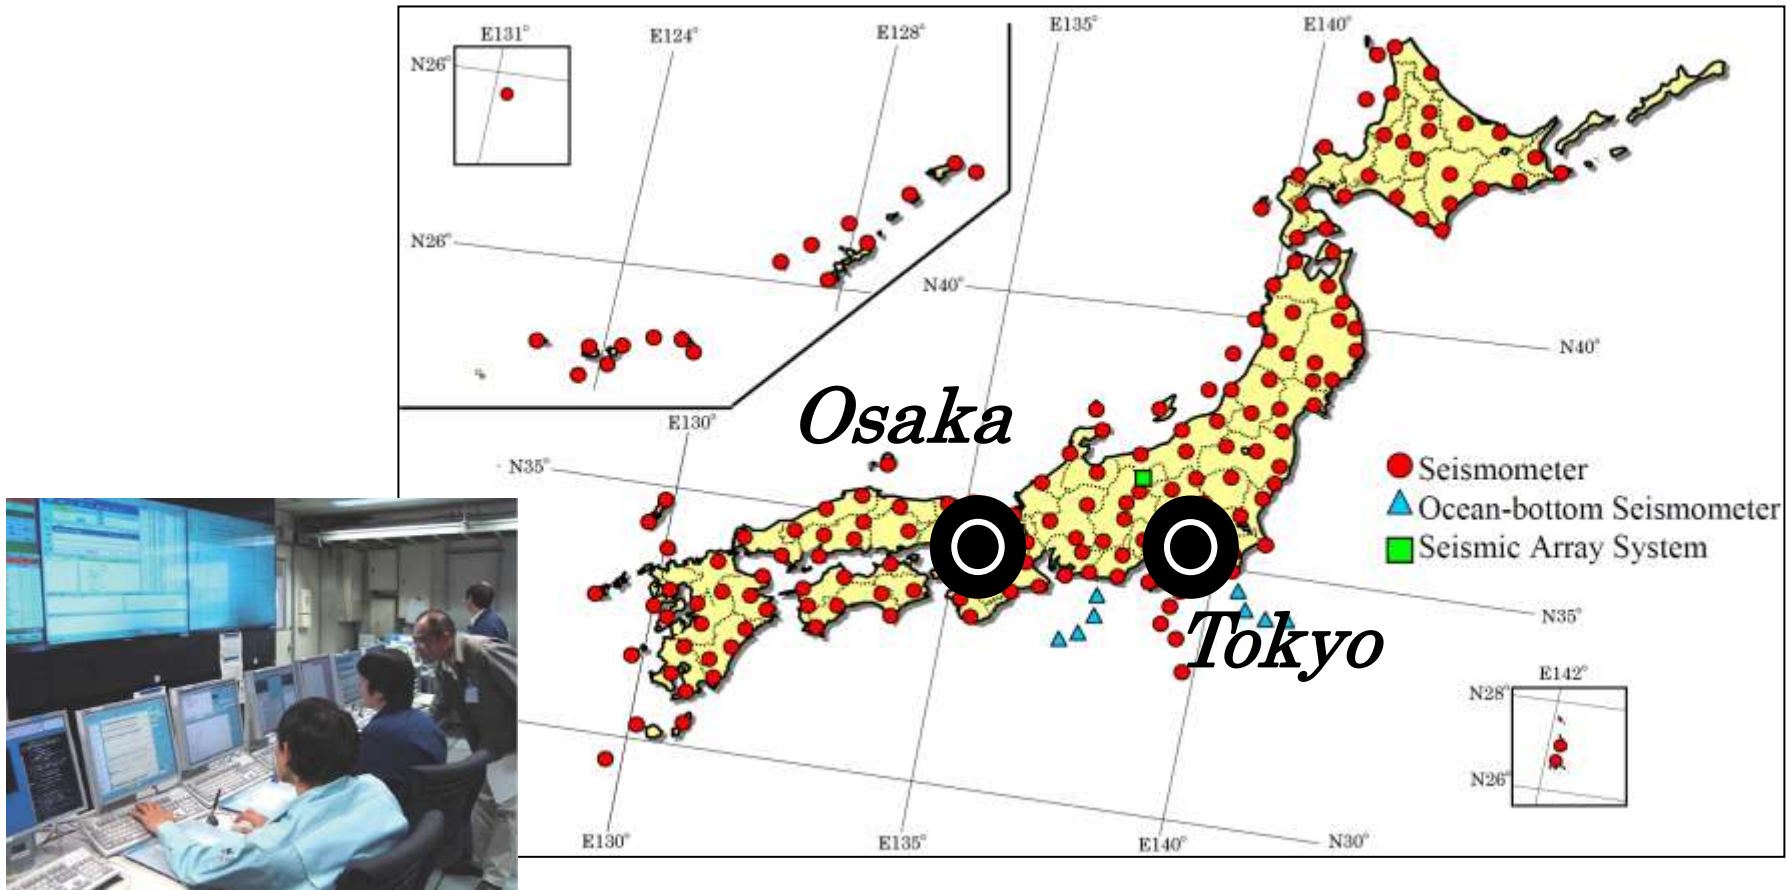 E131°
E124°
E128°
E135°
E140°
N26°
N26°
N40°
N40°
Osaka
E130°
N35°
Seismometer
Ocean-bottom Seismometer
Seismic Array System
N35°
Tokyo
E142°
N28°
N26°
E130°
E135°
E140°
N30°